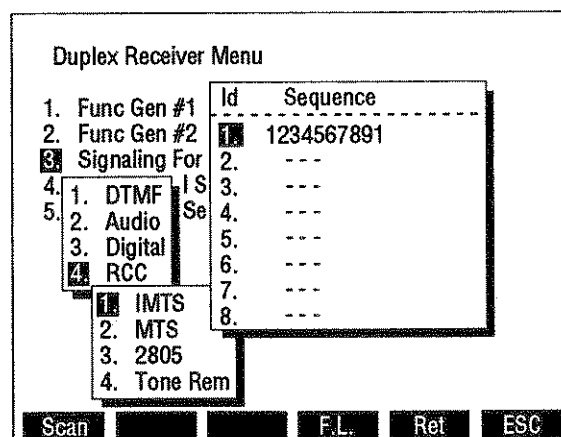 Duplex Receiver Menu
1. Func Gen #1
2. Func Gen #2
3. Signaling For
4. l S
5. Se
1. DTMF
2. Audio
3. Digital
4. RCC
1. IMTS
2. MTS
3. 2805
4. Tone Rem
Id Sequence
1. 1234567891
2. ---
3. ---
4. ---
5. ---
6. ---
7. ---
8. ---
Scan F.L. Ret ESC